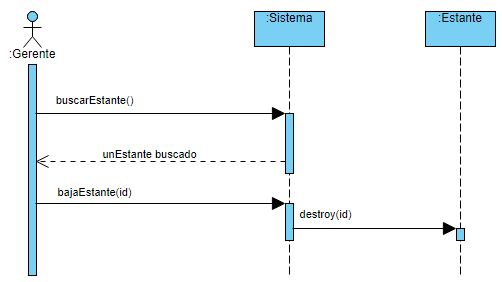 :Sistema
:Estante
:Gerente
buscarEstante()
unEstante buscado
bajaEstante(id)
destroy(id)